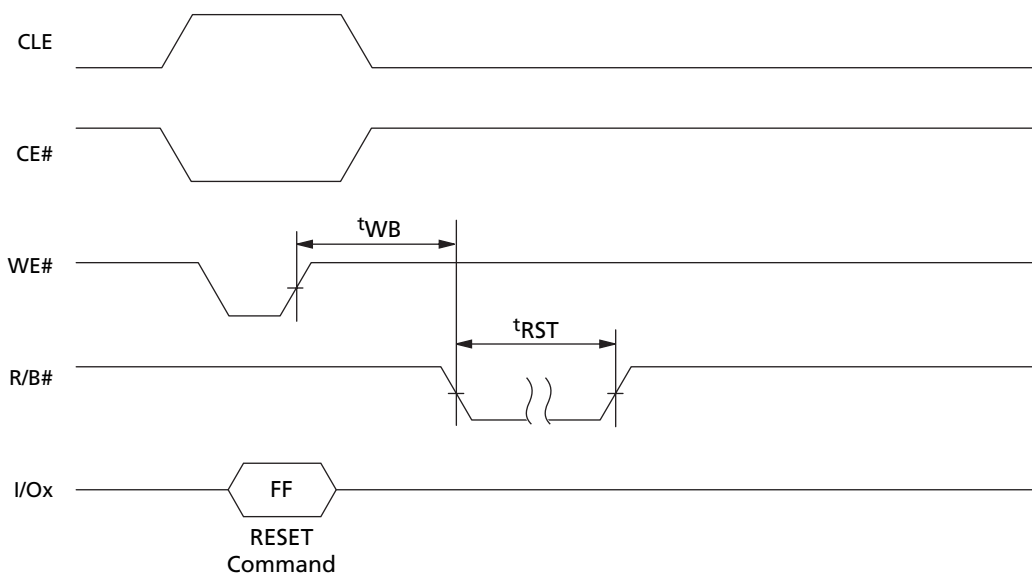 CLE
CE#
tWB
WE#
tRST
R/B#
I/Ox
FF
RESET
Command